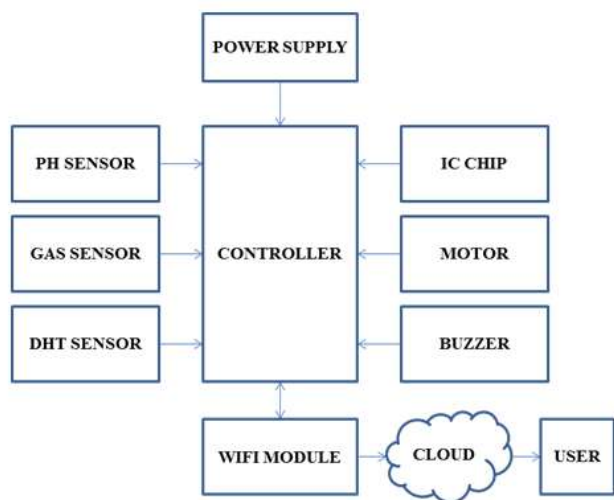 POWER SUPPLY
PH SENSOR
IC CHIP
GAS SENSOR
CONTROLLER
MOTOR
DHT SENSOR
BUZZER
WIFI MODULE
CLOUD
USER